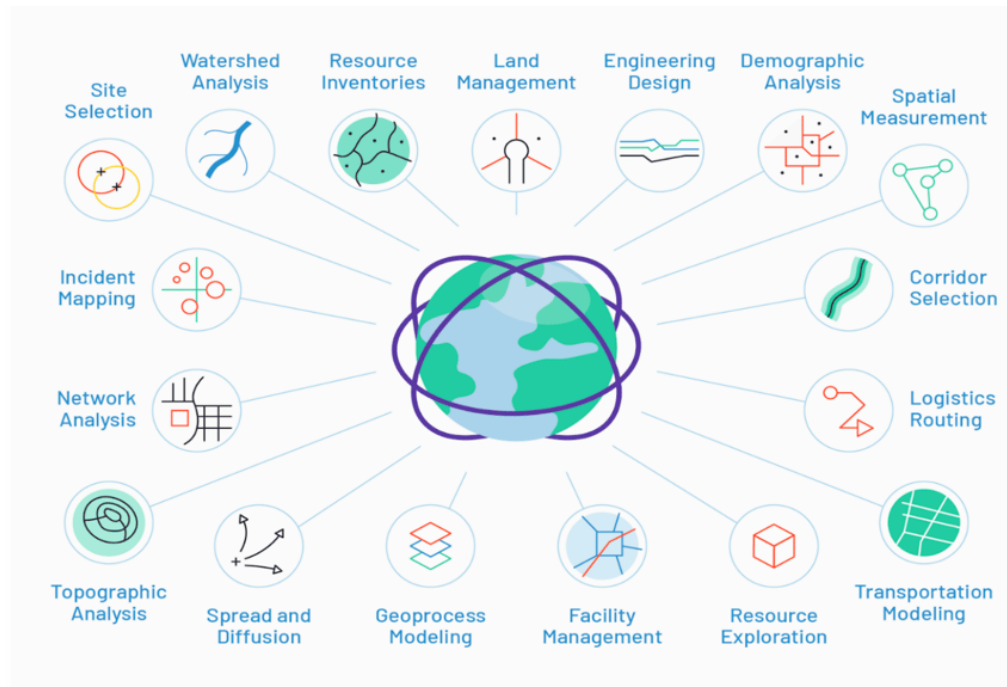 Site
Selection
Watershed
Analysis
Resource
Inventories
Land
Management
Engineering
Design
Demographic
Analysis
Spatial
Measurement
Incident
Mapping
Corridor
Selection
Network
Analysis
Logistics
Routing
Topographic
Analysis
Spread and
Diffusion
Geoprocess
Modeling
Facility
Management
Resource
Exploration
Transportation
Modeling